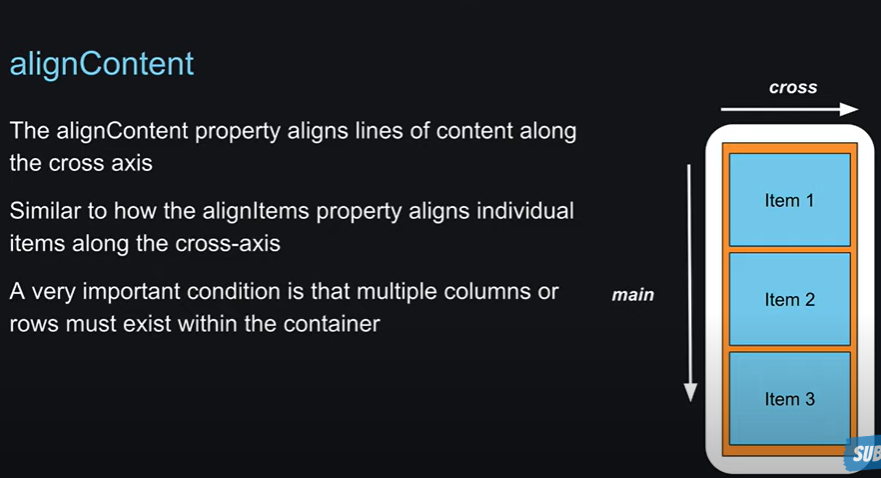 alignContent
The alignContent property aligns lines of content along
the cross axis
Similar to how the alignItems property aligns individual
items along the cross-axis
A very important condition is that multiple columns or
rows must exist within the container
cross
main
Item 1
Item 2
Item 3
SUB